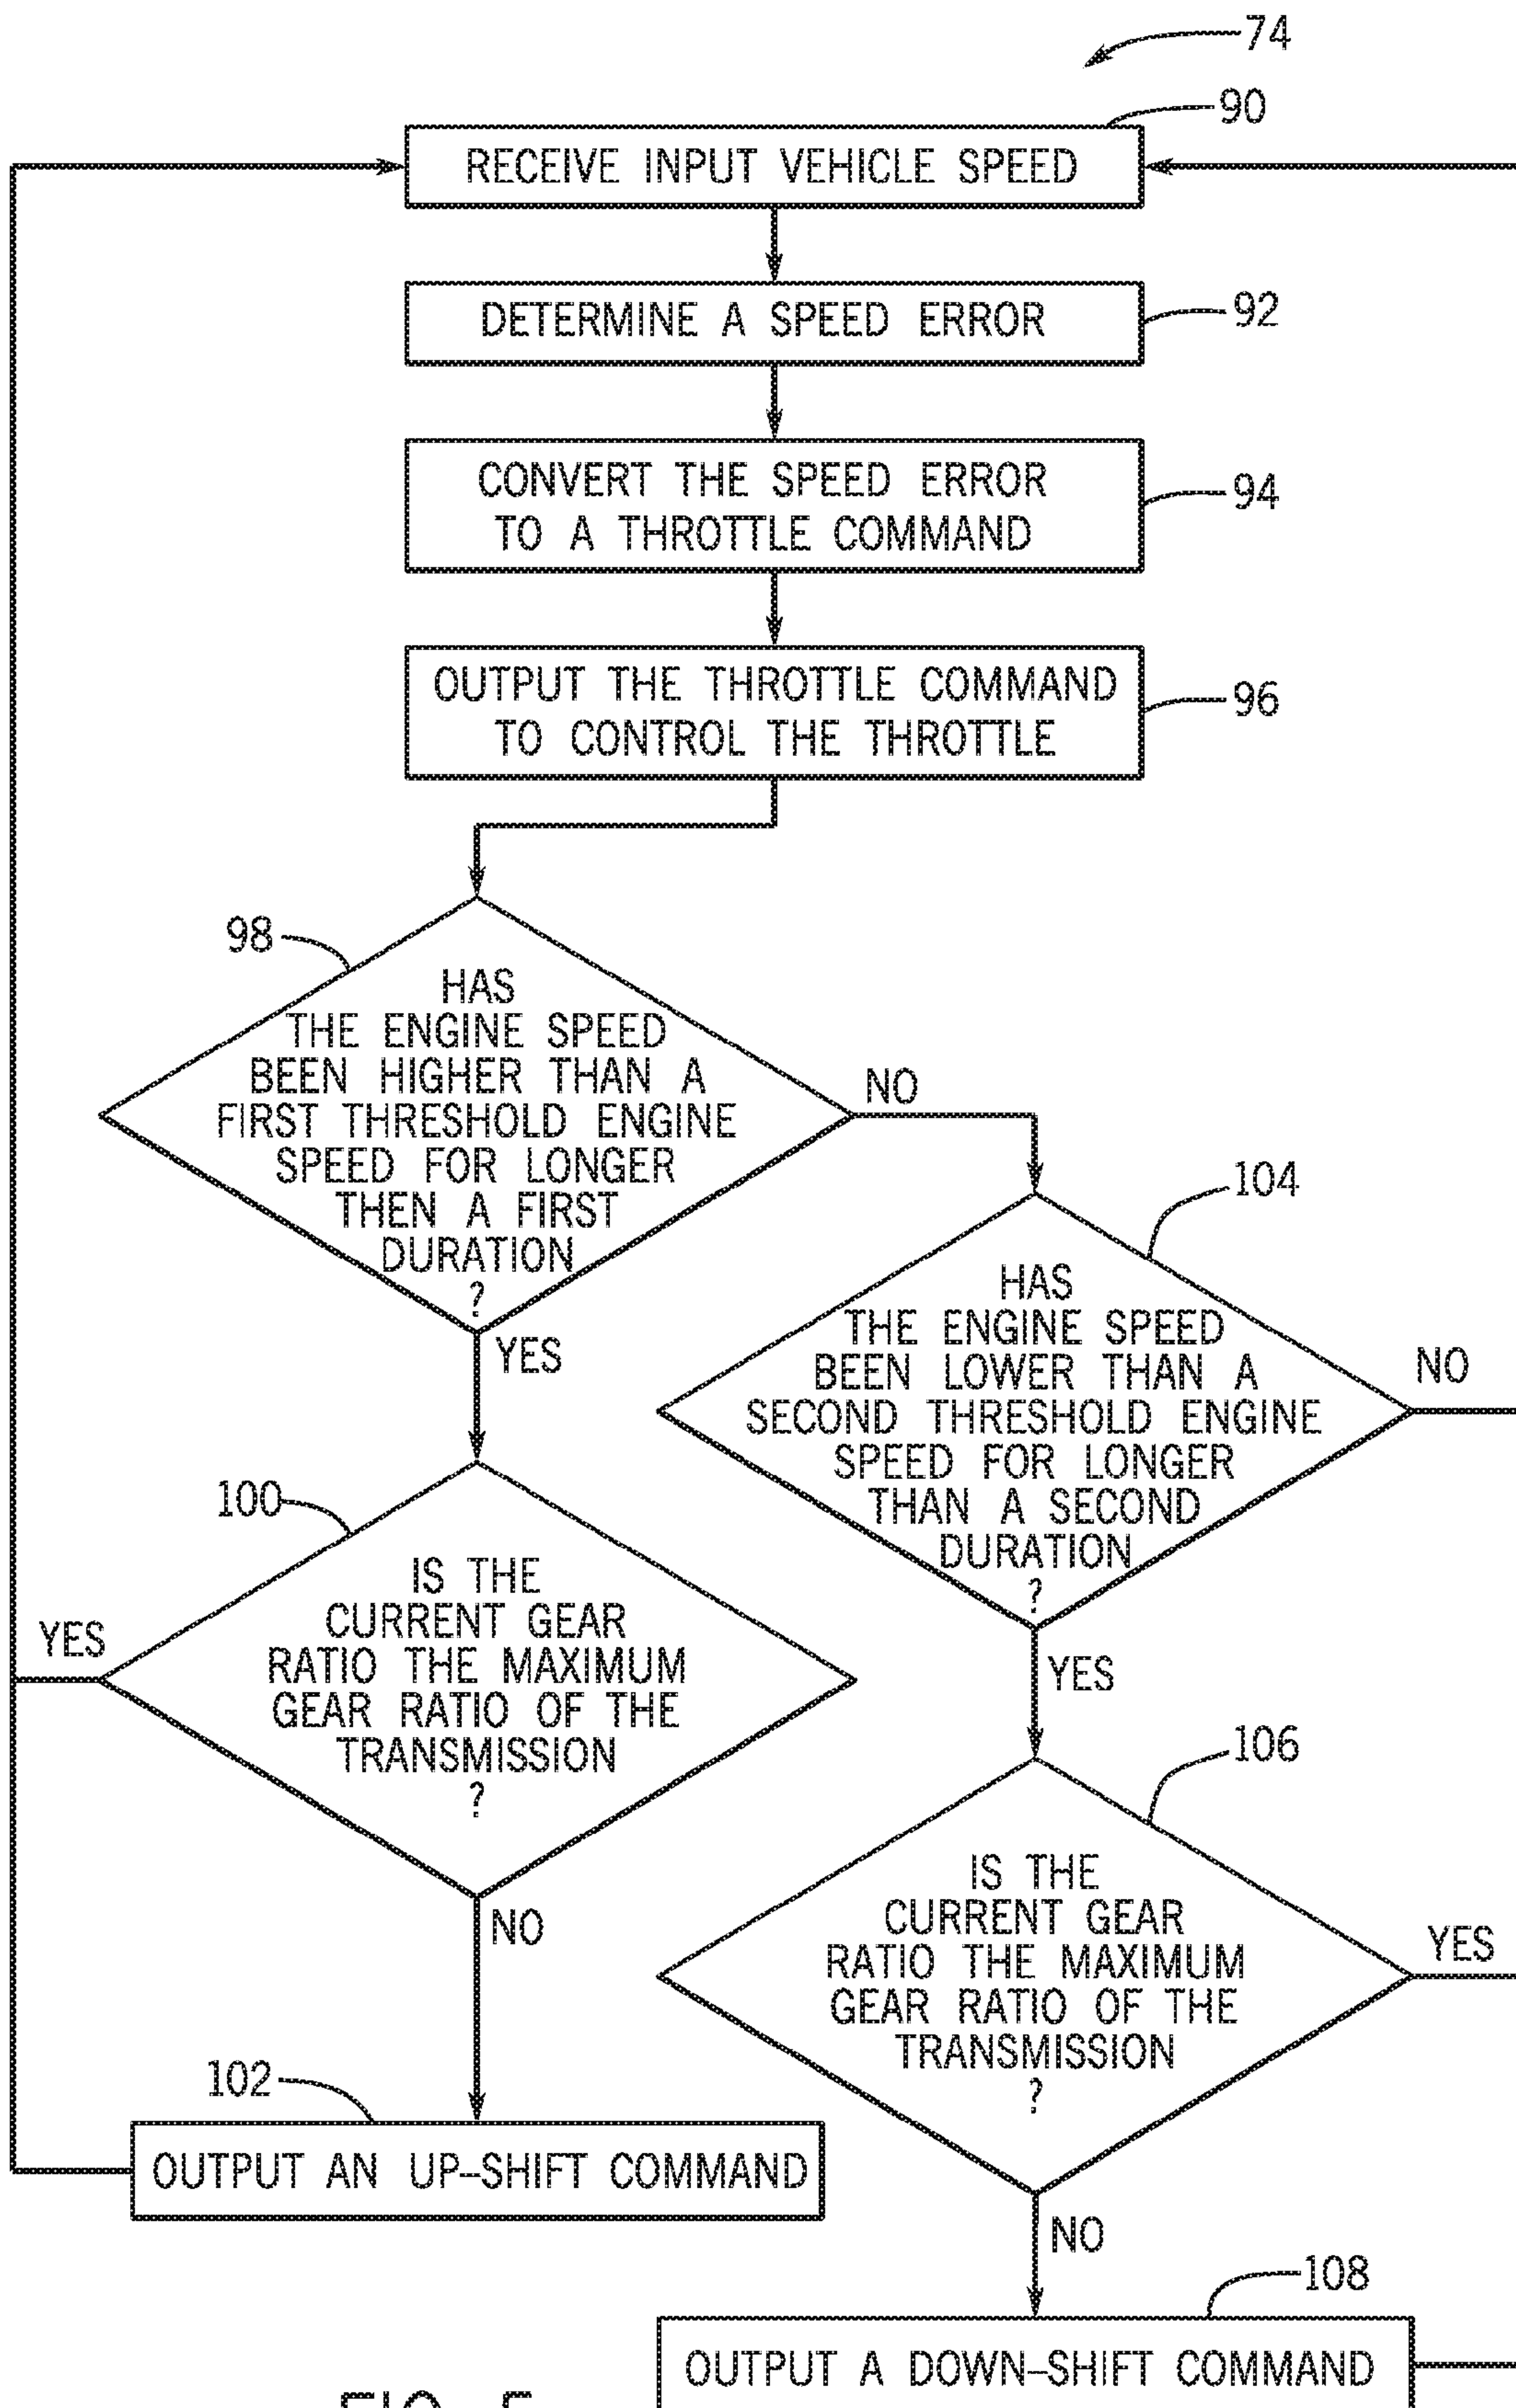 74
90
RECEIVE INPUT VEHICLE SPEED
DETERMINE A SPEED ERROR
92
CONVERT THE SPEED ERROR
TO A THROTTLE COMMAND
94
OUTPUT THE THROTTLE COMMAND
TO CONTROL THE THROTTLE
96
98
HAS
THE ENGINE SPEED
BEEN HIGHER THAN A
FIRST THRESHOLD ENGINE
SPEED FOR LONGER
THEN A FIRST
DURATION
?
NO
YES
104
HAS
THE ENGINE SPEED
BEEN LOWER THAN A
SECOND THRESHOLD ENGINE
SPEED FOR LONGER
THAN A SECOND
DURATION
?
NO
YES
100
IS THE
CURRENT GEAR
RATIO THE MAXIMUM
GEAR RATIO OF THE
TRANSMISSION
?
YES
NO
106
IS THE
CURRENT GEAR
RATIO THE MAXIMUM
GEAR RATIO OF THE
TRANSMISSION
?
YES
NO
102
OUTPUT AN UP–SHIFT COMMAND
108
OUTPUT A DOWN–SHIFT COMMAND